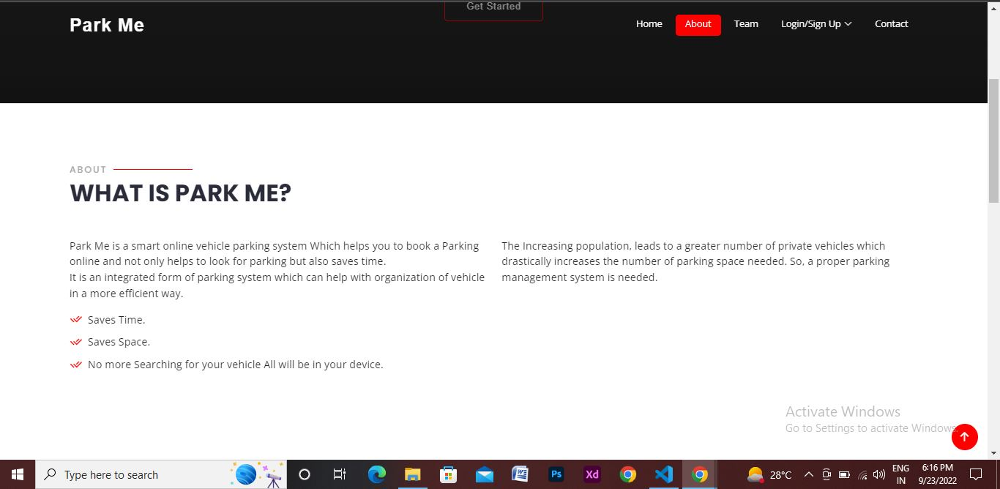 Get Started
Park Me
Home About Team Login/Sign Up Contact
ABOUT
WHAT IS PARK ME?
Park Me is a smart online vehicle parking system Which helps you to book a Parking
online and not only helps to look for parking but also saves time.
It is an integrated form of parking system which can help with organization of vehicle
in a more efficient way.
Saves Time.
Saves Space.
No more Searching for your vehicle All will be in your device.
The Increasing population, leads to a greater number of private vehicles which
drastically increases the number of parking space needed. So, a proper parking
management system is needed.
Activate Windows
Go to Settings to activate Windows.
Type here to search
W
Ps
Xd
28°C
ENG
IN
6:16 PM
9/23/2022